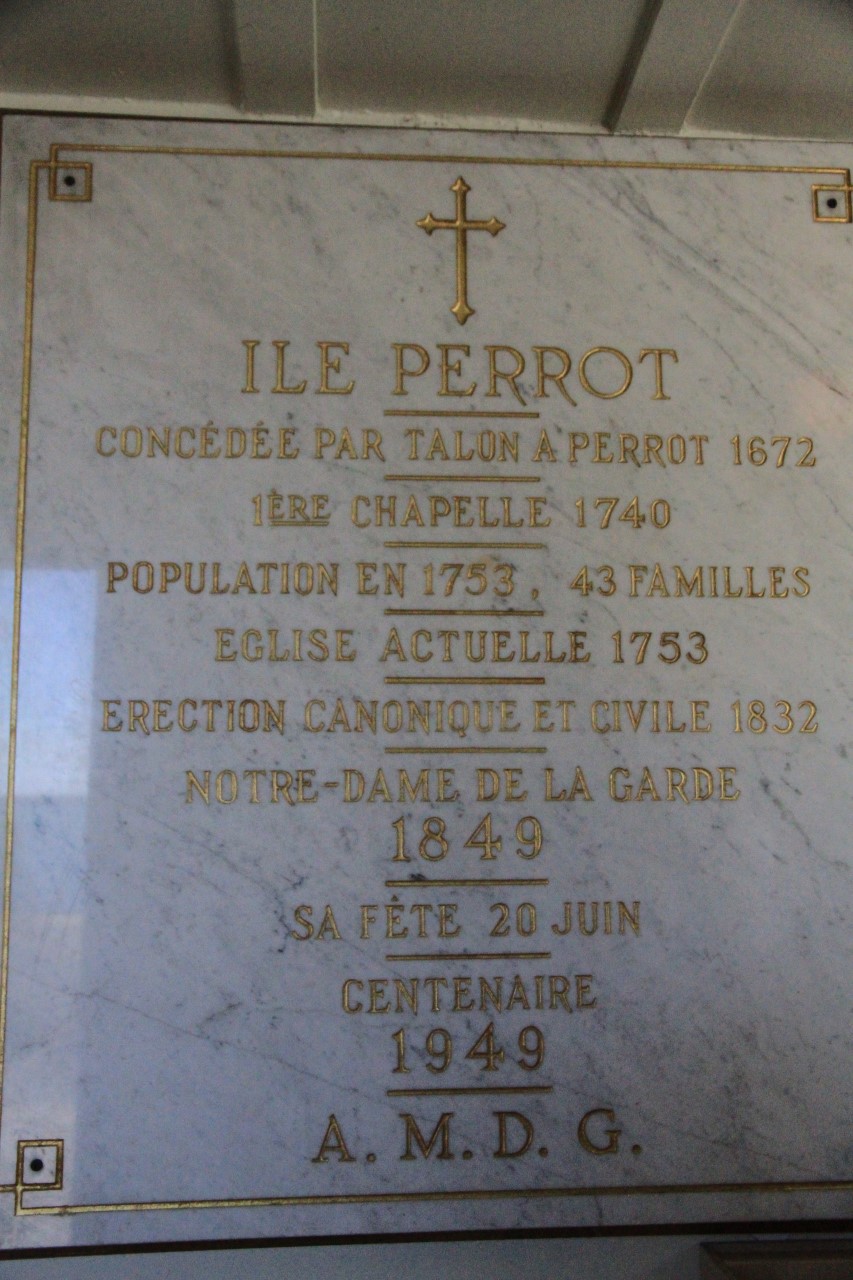 ILE PERROT
CONCÉDÉE PAR TALON A PERROT 1672
1ÈRE CHAPELLE 1740
POPULATION EN 1753, 43 FAMILLES
EGLISE ACTUELLE 1753
ERECTION CANONIQUE ET CIVILE 1832
NOTRE-DAME DE LA GARDE
1849
SA FÊTE 20 JUIN
CENTENAIRE
1949
A. M. D. G.